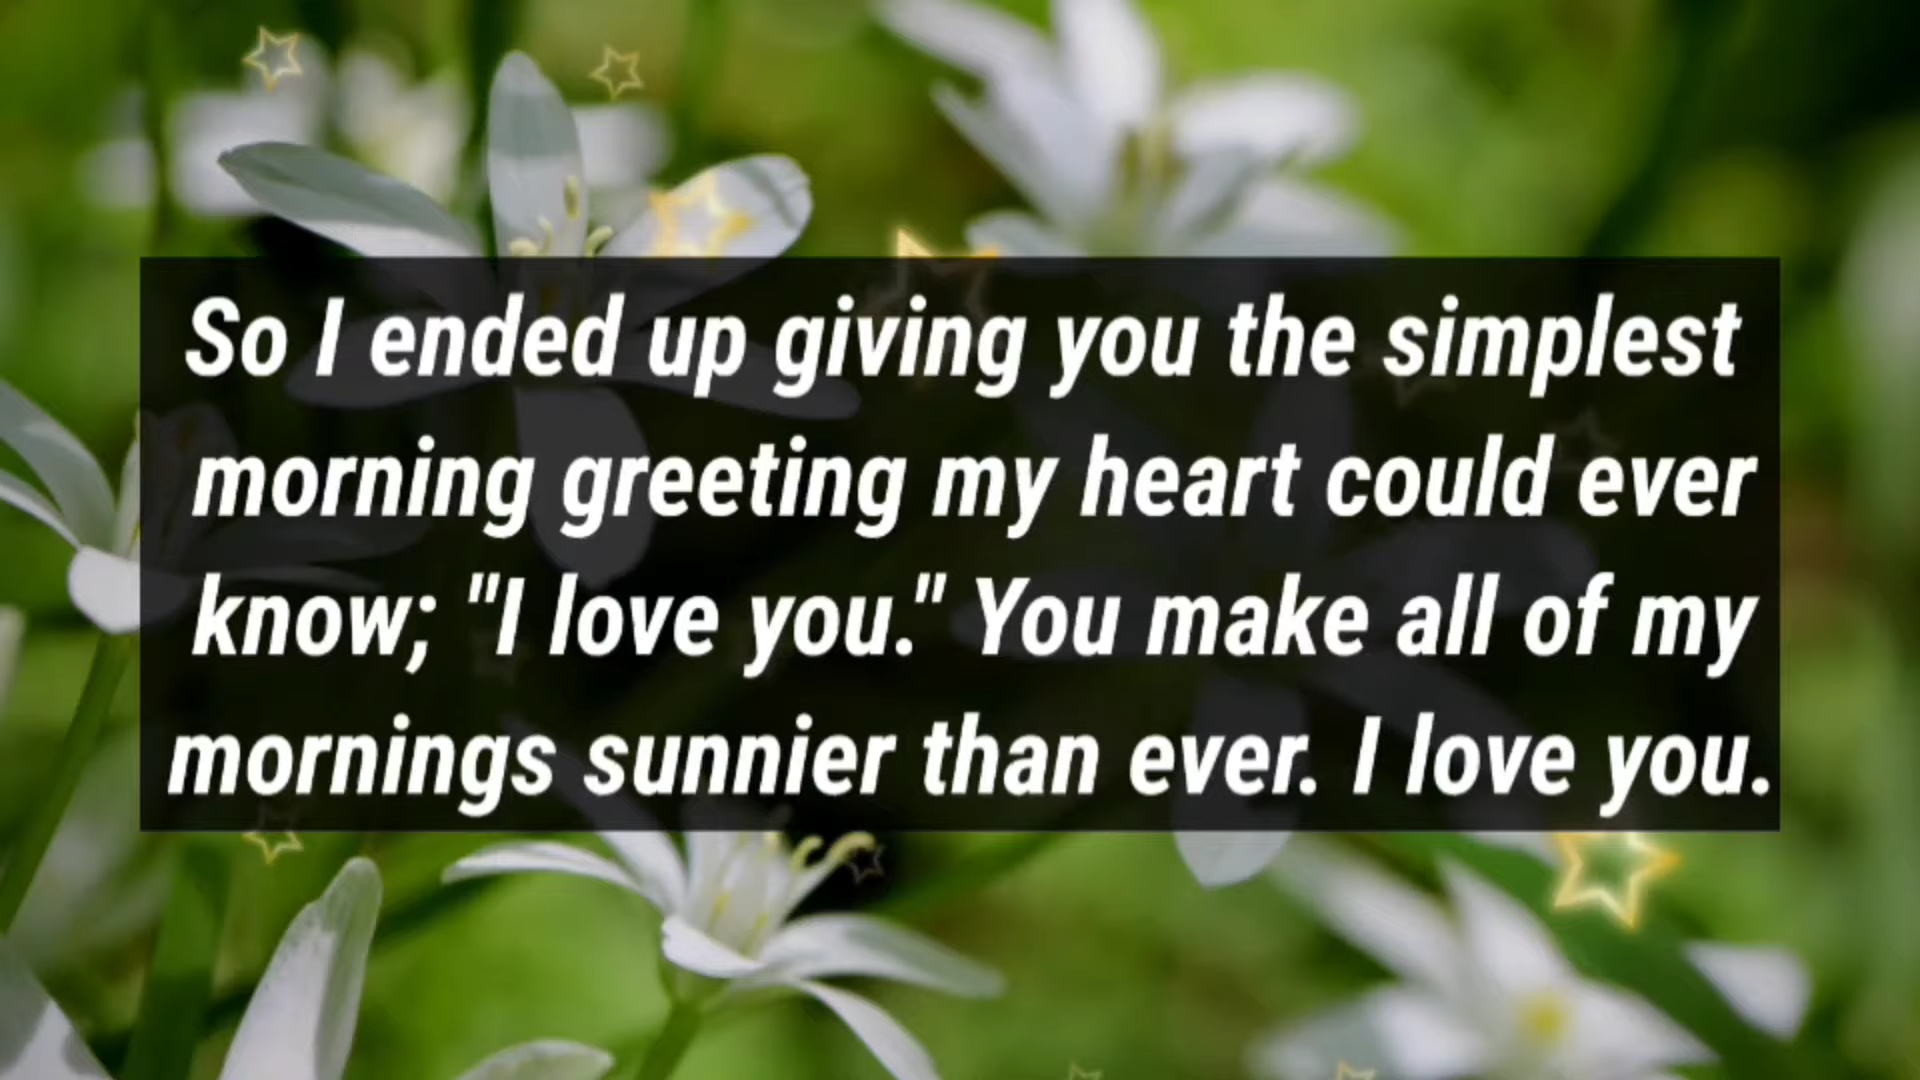 So I ended up giving you the simplest
morning greeting my heart could ever
know; "I love you." You make all of my
mornings sunnier than ever. I love you.